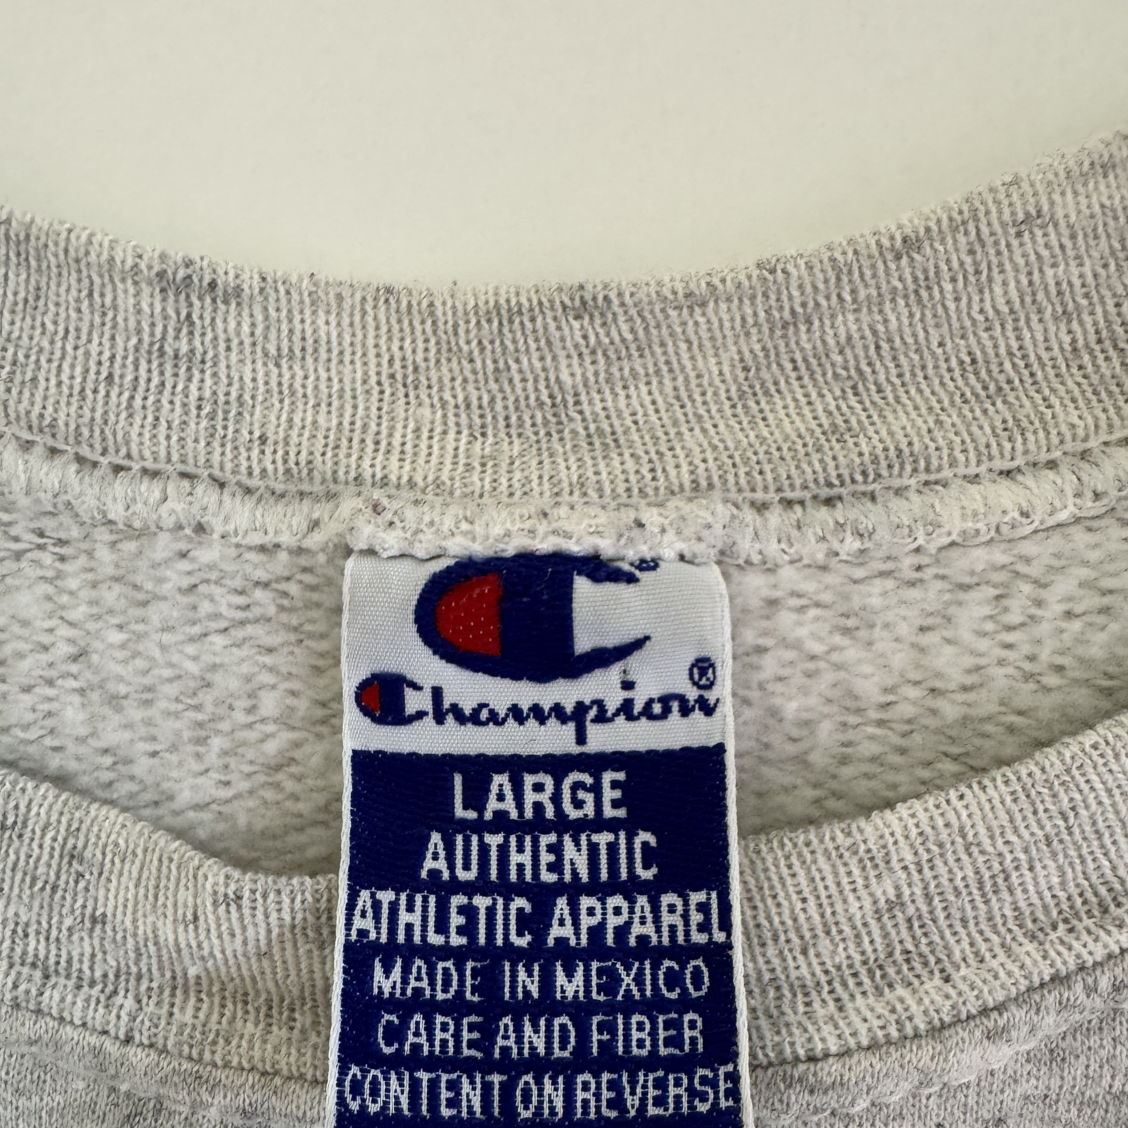 Champion®
LARGE
AUTHENTIC
ATHLETIC APPAREL
MADE IN MEXICO
CARE AND FIBER
CONTENT ON REVERSE